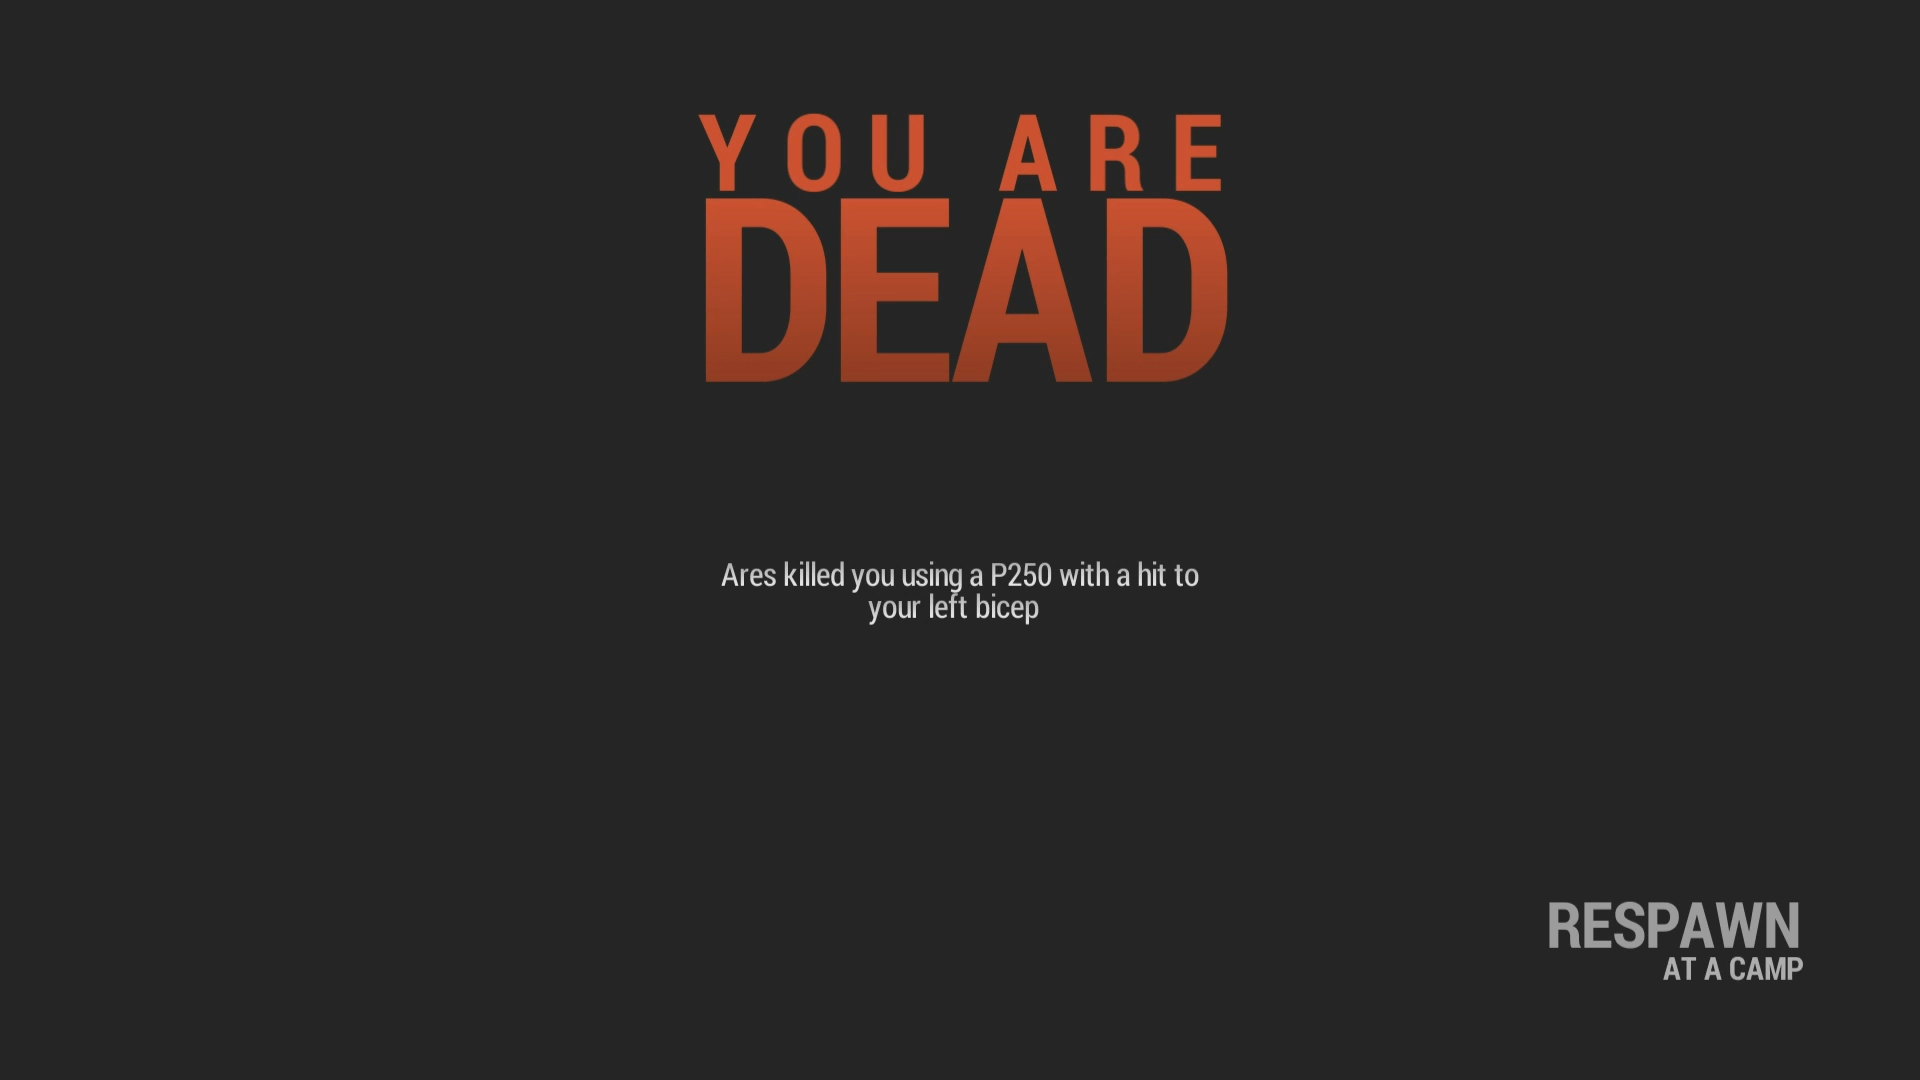 YOU ARE
DEAD
Ares killed you using a P250 with a hit to
your left bicep
RESPAWN
AT A CAMP